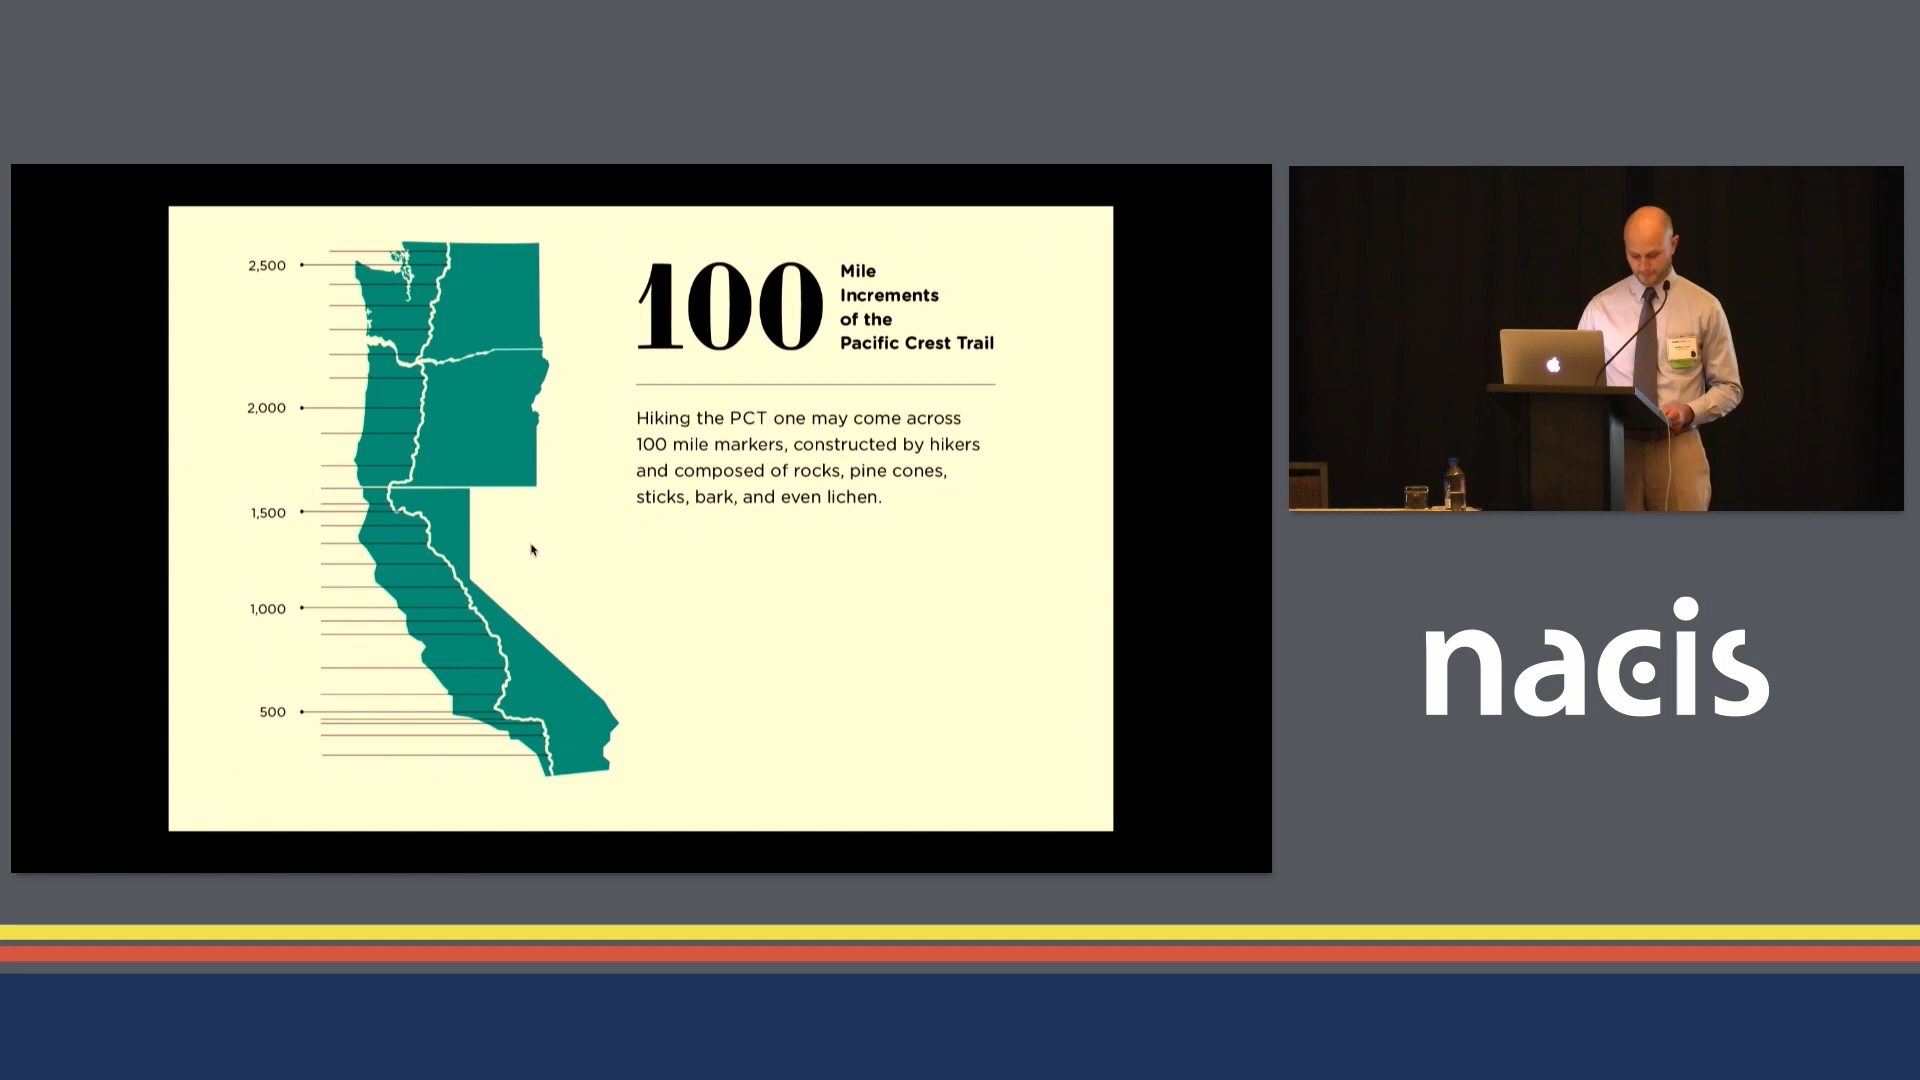 2,500
2,000
1,500
1,000
500
100
Mile
Increments
of the
Pacific Crest Trail
Hiking the PCT one may come across
100 mile markers, constructed by hikers
and composed of rocks, pine cones,
sticks, bark, and even lichen.
nacis